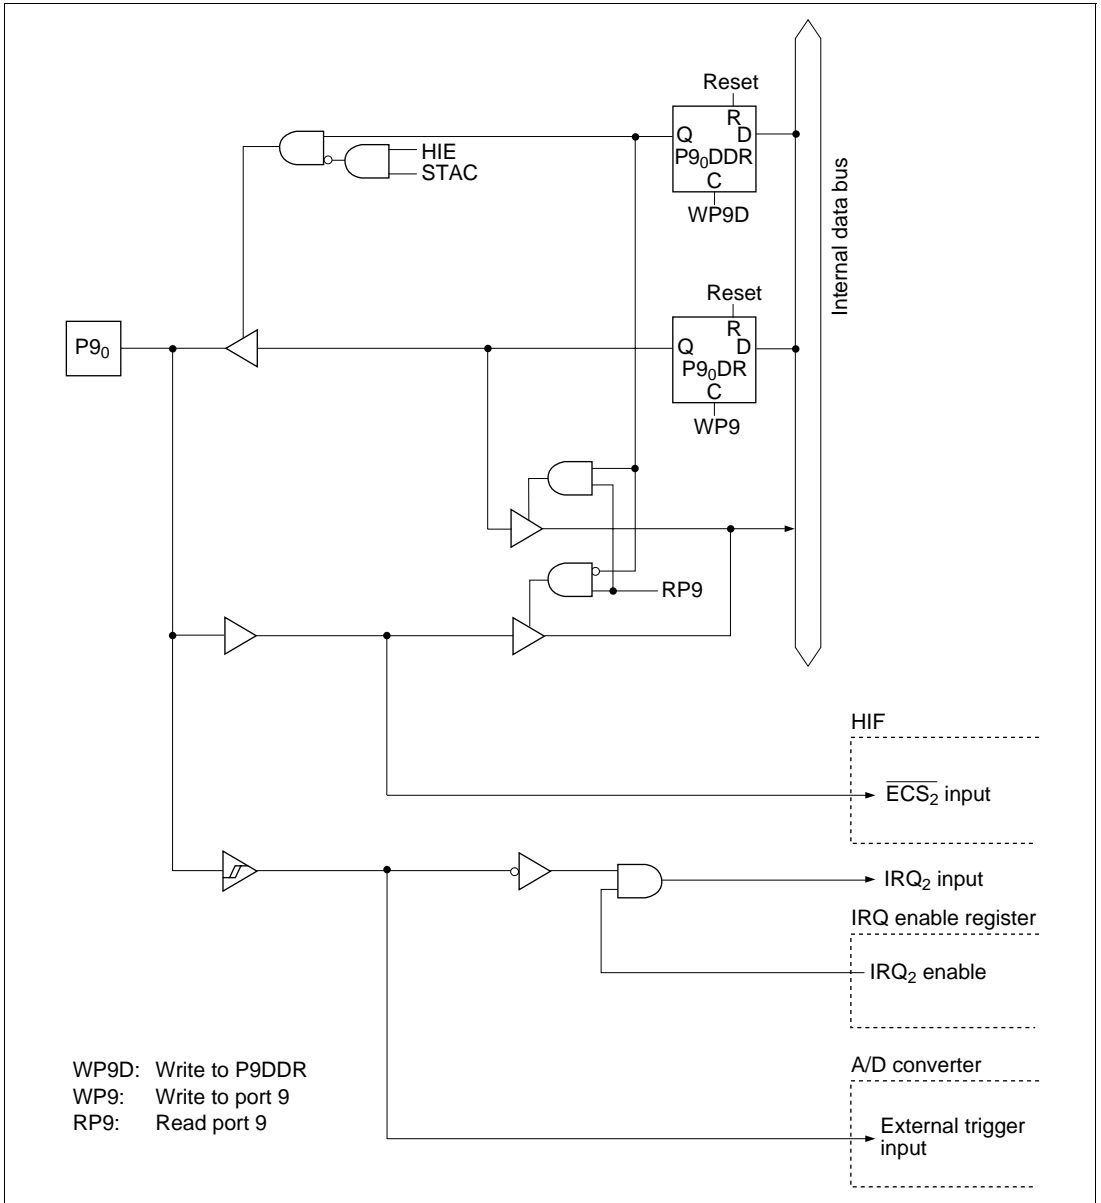 Reset
R
Q D
HIE
P9₀DDR
STAC
C
WP9D
Internal data bus
Reset
R
P9₀
Q D
P9₀DR
C
WP9
RP9
HIF
E̅C̅S̅₂̅ input
IRQ₂ input
IRQ enable register
IRQ₂ enable
A/D converter
WP9D: Write to P9DDR
WP9: Write to port 9
RP9: Read port 9
External trigger
input